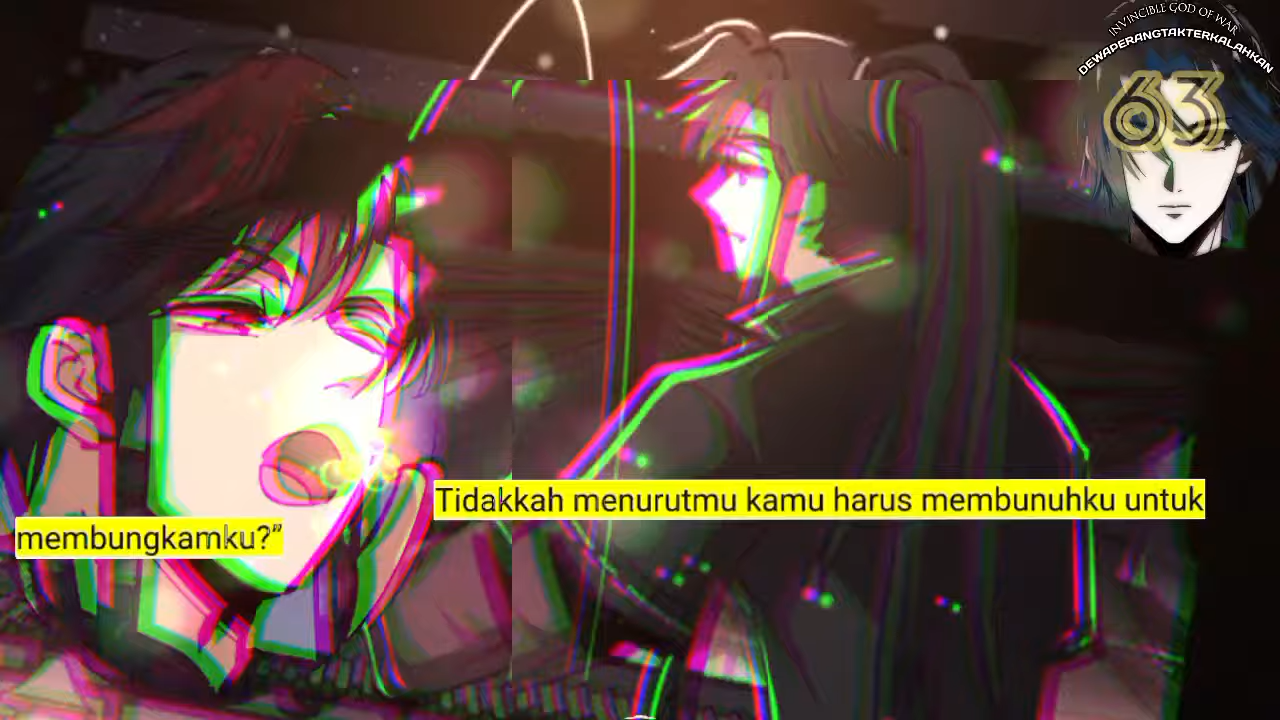 INVINCIBLE GOD OF WAR
DEWAPERANGTAKTERKALAHKAN
63
Tidakkah menurutmu kamu harus membunuhku untuk
membungkamku?”